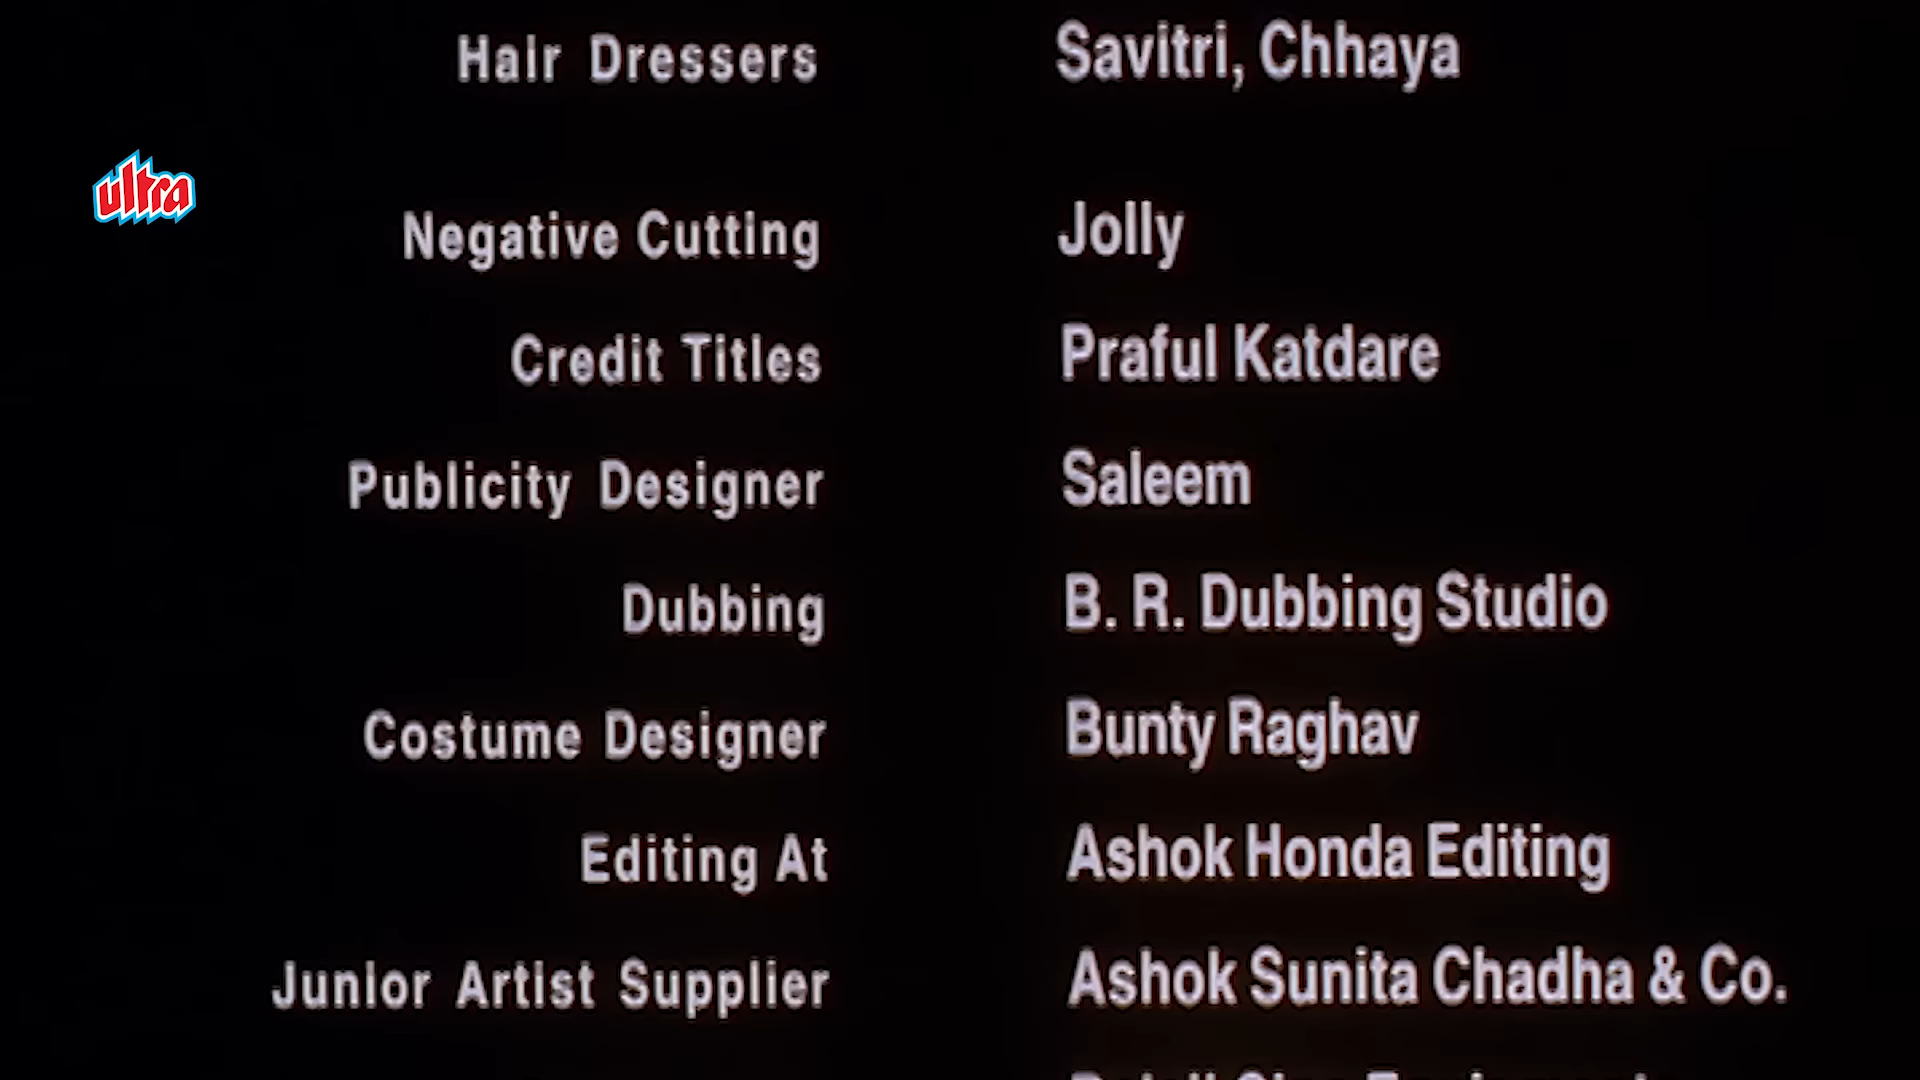 Hair Dressers Savitri, Chhaya
ultra
Negative Cutting Jolly
Credit Titles Praful Katdare
Publicity Designer Saleem
Dubbing B. R. Dubbing Studio
Costume Designer Bunty Raghav
Editing At Ashok Honda Editing
Junior Artist Supplier Ashok Sunita Chadha & Co.